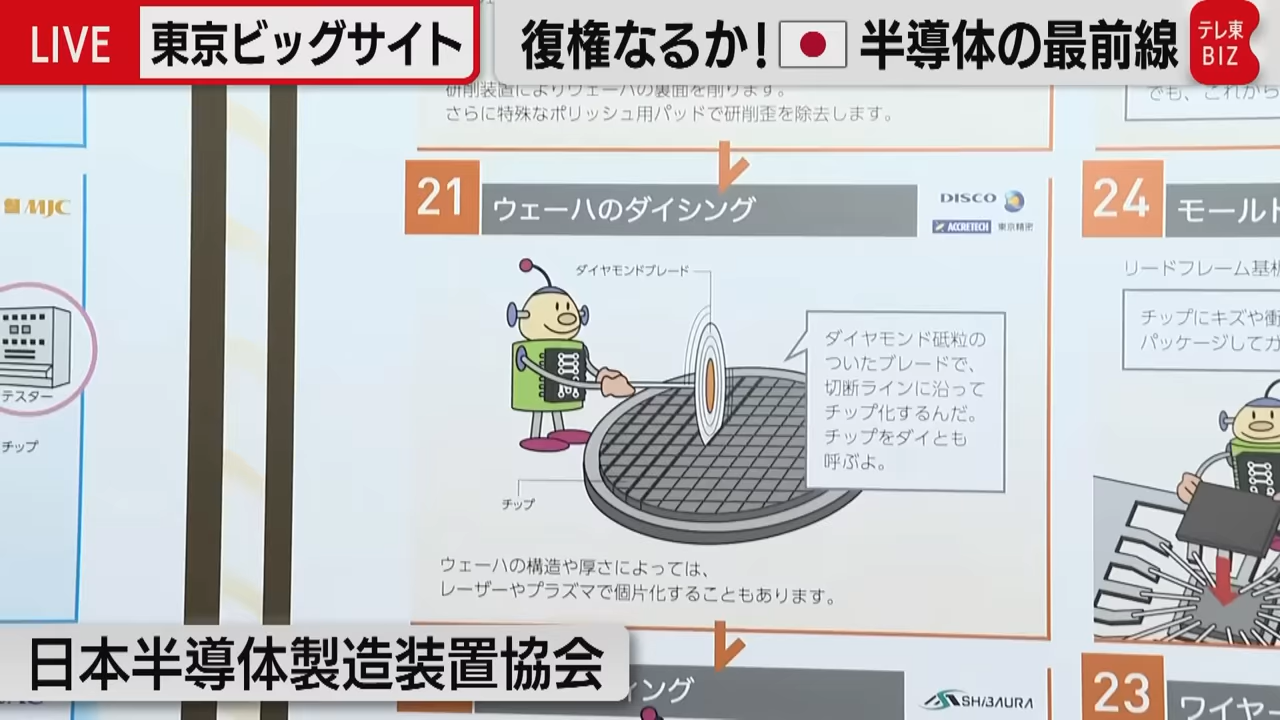 LIVE 東京ビッグサイト
復権なるか! 半導体の最前線
テレ東
BIZ
研削装置によりウェーハの裏面を削ります。
さらに特殊なポリッシュ用パッドで研削歪を除去します。
でも、これから
MJC
テスター
チップ
21 ウェーハのダイシング
DISCO
ACCRETECH 東京精密
ダイヤモンドブレード
ダイヤモンド砥粒の
ついたブレードで、
切断ラインに沿って
チップ化するんだ。
チップをダイとも
呼ぶよ。
チップ
ウェーハの構造や厚さによっては、
レーザーやプラズマで個片化することもあります。
24 モールド
リードフレーム基板
チップにキズや衝
パッケージしてガ
ィング
SHIBAURA
23 ワイヤー
日本半導体製造装置協会